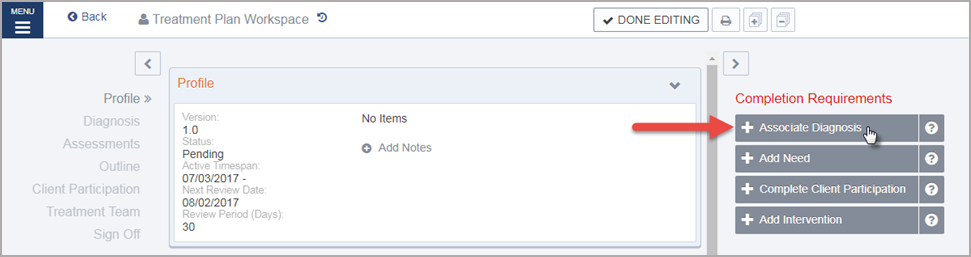 MENU
Back
Treatment Plan Workspace
DONE EDITING
Profile »
Diagnosis
Assessments
Outline
Client Participation
Treatment Team
Sign Off
Profile
Version:
1.0
Status:
Pending
Active Timespan:
07/03/2017 -
Next Review Date:
08/02/2017
Review Period (Days):
30
No Items
Add Notes
Completion Requirements
Associate Diagnosis
Add Need
Complete Client Participation
Add Intervention